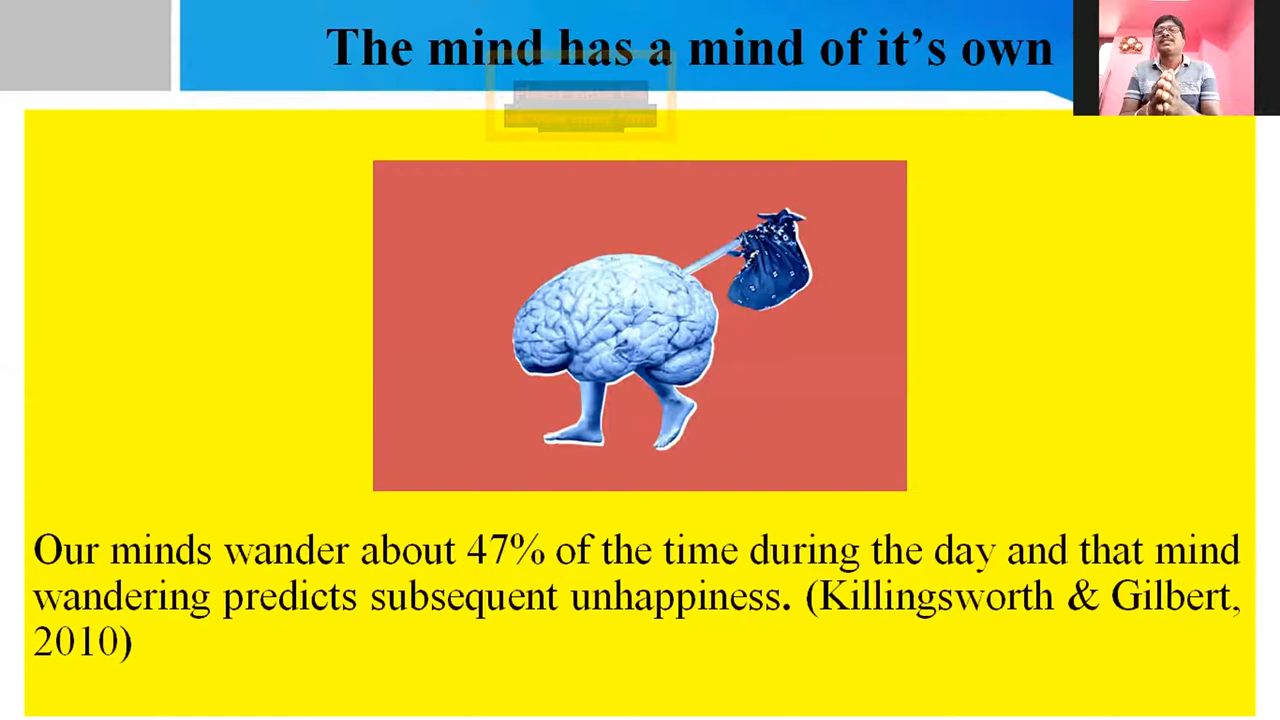 The mind has a mind of it’s own
Our minds wander about 47% of the time during the day and that mind
wandering predicts subsequent unhappiness. (Killingsworth & Gilbert,
2010)